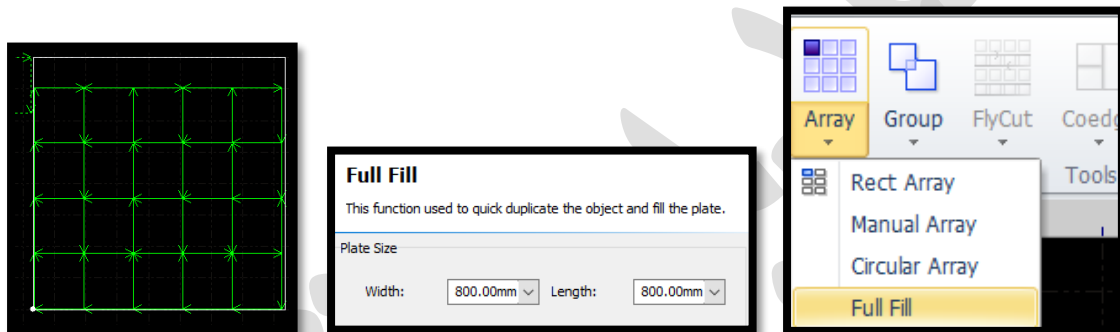 Full Fill
This function used to quick duplicate the object and fill the plate.
Plate Size
Width: 800.00mm Length: 800.00mm
Array Group FlyCut
Tools
Rect Array
Manual Array
Circular Array
Full Fill